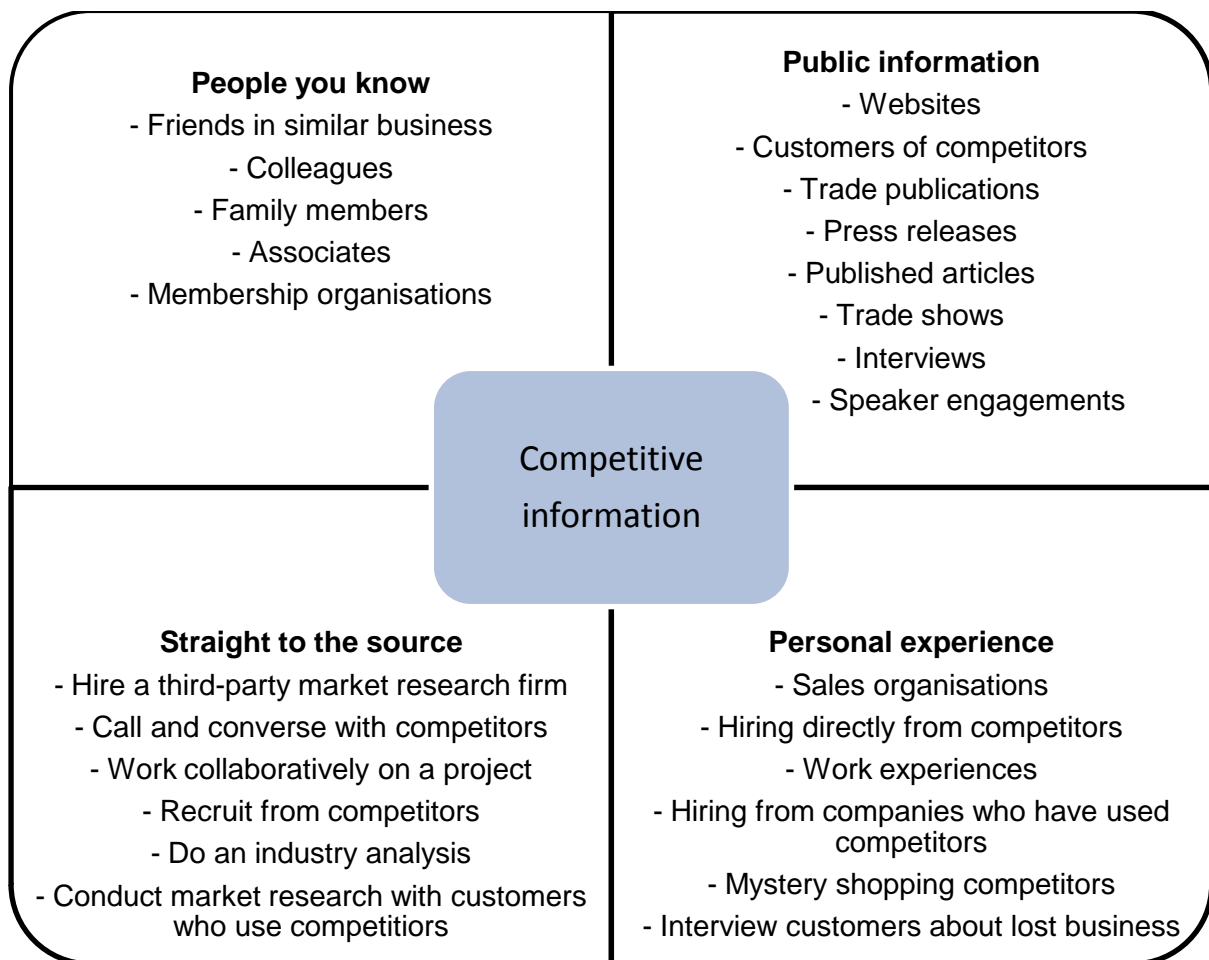 People you know
- Friends in similar business
- Colleagues
- Family members
- Associates
- Membership organisations
Public information
- Websites
- Customers of competitors
- Trade publications
- Press releases
- Published articles
- Trade shows
- Interviews
- Speaker engagements
Competitive
information
Straight to the source
- Hire a third-party market research firm
- Call and converse with competitors
- Work collaboratively on a project
- Recruit from competitors
- Do an industry analysis
- Conduct market research with customers
who use competitiors
Personal experience
- Sales organisations
- Hiring directly from competitors
- Work experiences
- Hiring from companies who have used
competitors
- Mystery shopping competitors
- Interview customers about lost business